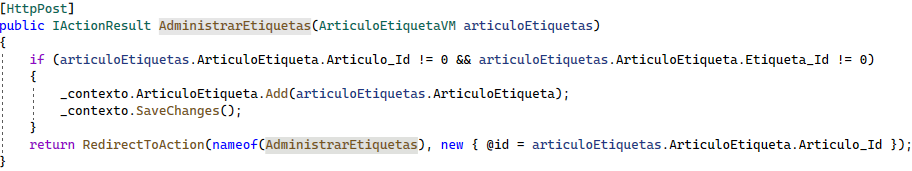 [HttpPost]
public IActionResult AdministrarEtiquetas(ArticuloEtiquetaVM articuloEtiquetas)
{
    if (articuloEtiquetas.ArticuloEtiqueta.Articulo_Id != 0 && articuloEtiquetas.ArticuloEtiqueta.Etiqueta_Id != 0)
    {
        _contexto.ArticuloEtiqueta.Add(articuloEtiquetas.ArticuloEtiqueta);
        _contexto.SaveChanges();
    }
    return RedirectToAction(nameof(AdministrarEtiquetas), new { @id = articuloEtiquetas.ArticuloEtiqueta.Articulo_Id });
}